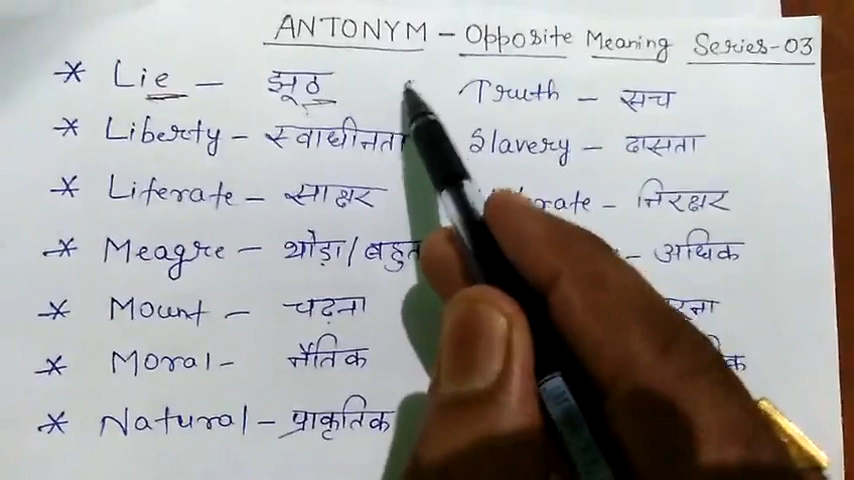 ANTONYM - Opposite Meaning Series-03
* Lie - झूठ Truth - सच
* Liberty - स्वाधीनता Slavery - दासता
* Literate - साक्षर निरक्षर
* Meagre - थोड़ा/बहुत - अधिक
* Mount - चढ़ना
* Moral - नैतिक
* Natural - प्राकृतिक